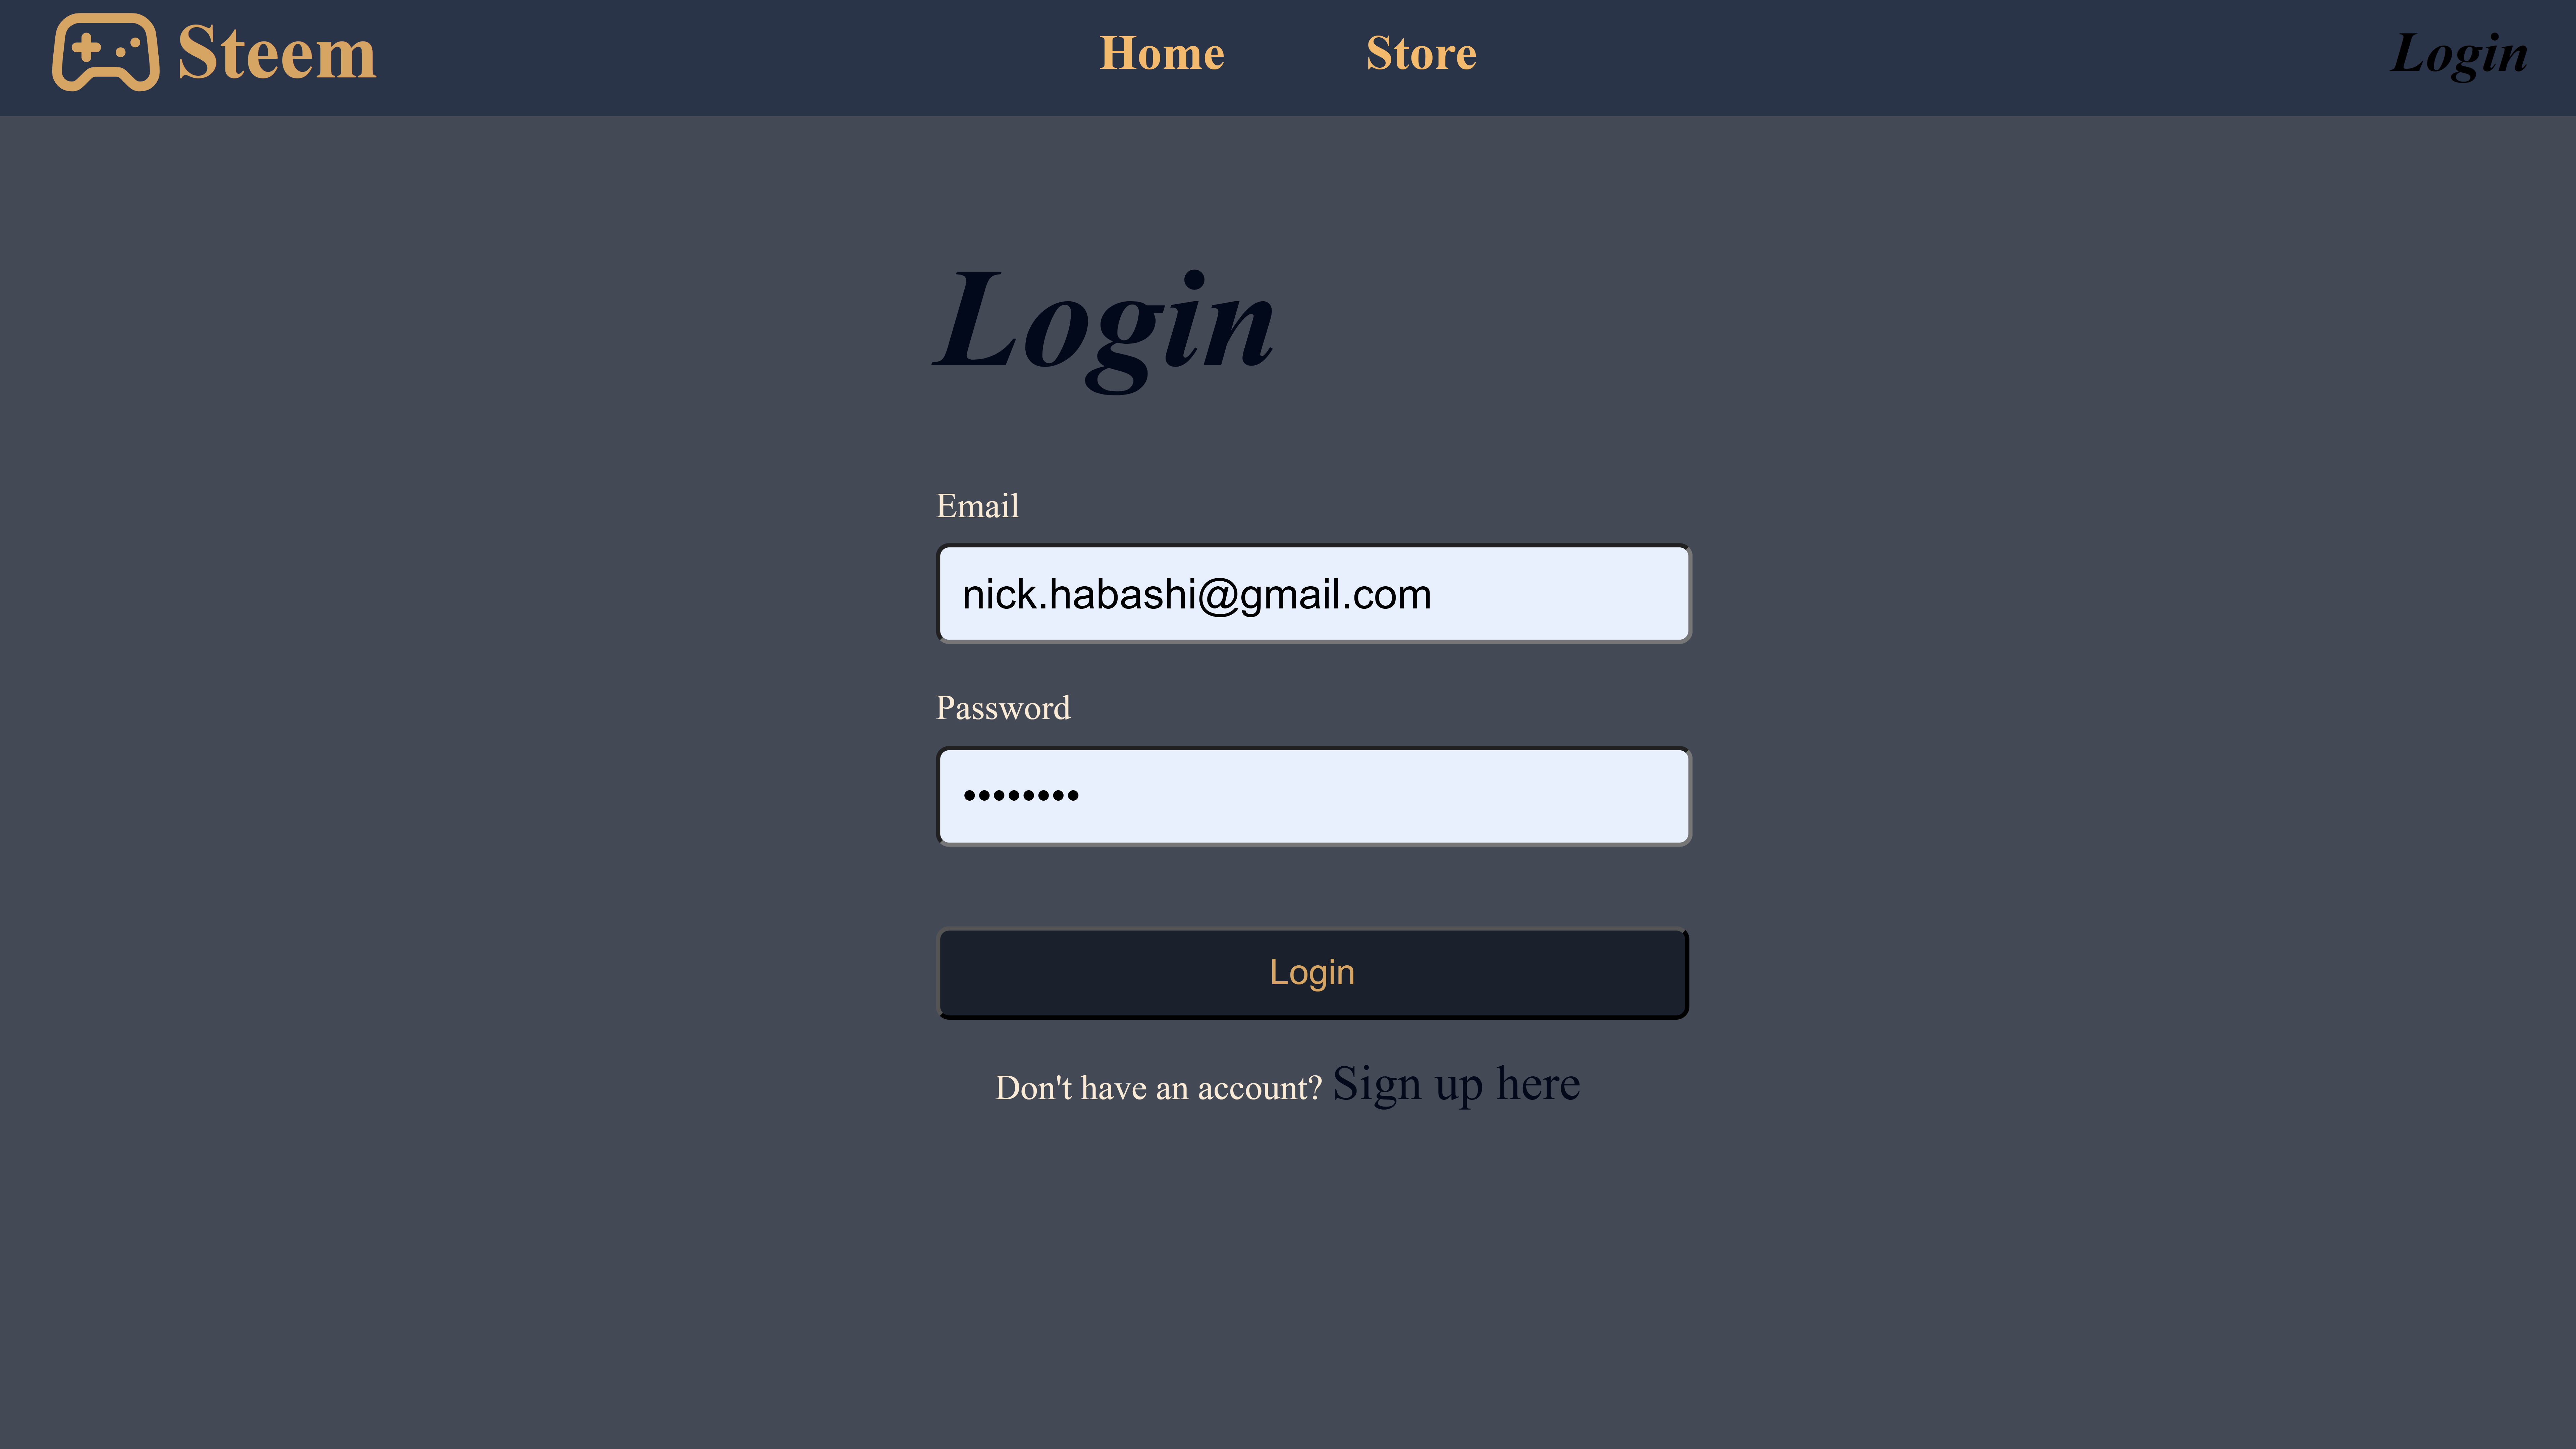 Steem
Home
Store
Login
Login
Email
nick.habashi@gmail.com
Password
••••••••
Login
Don't have an account? Sign up here